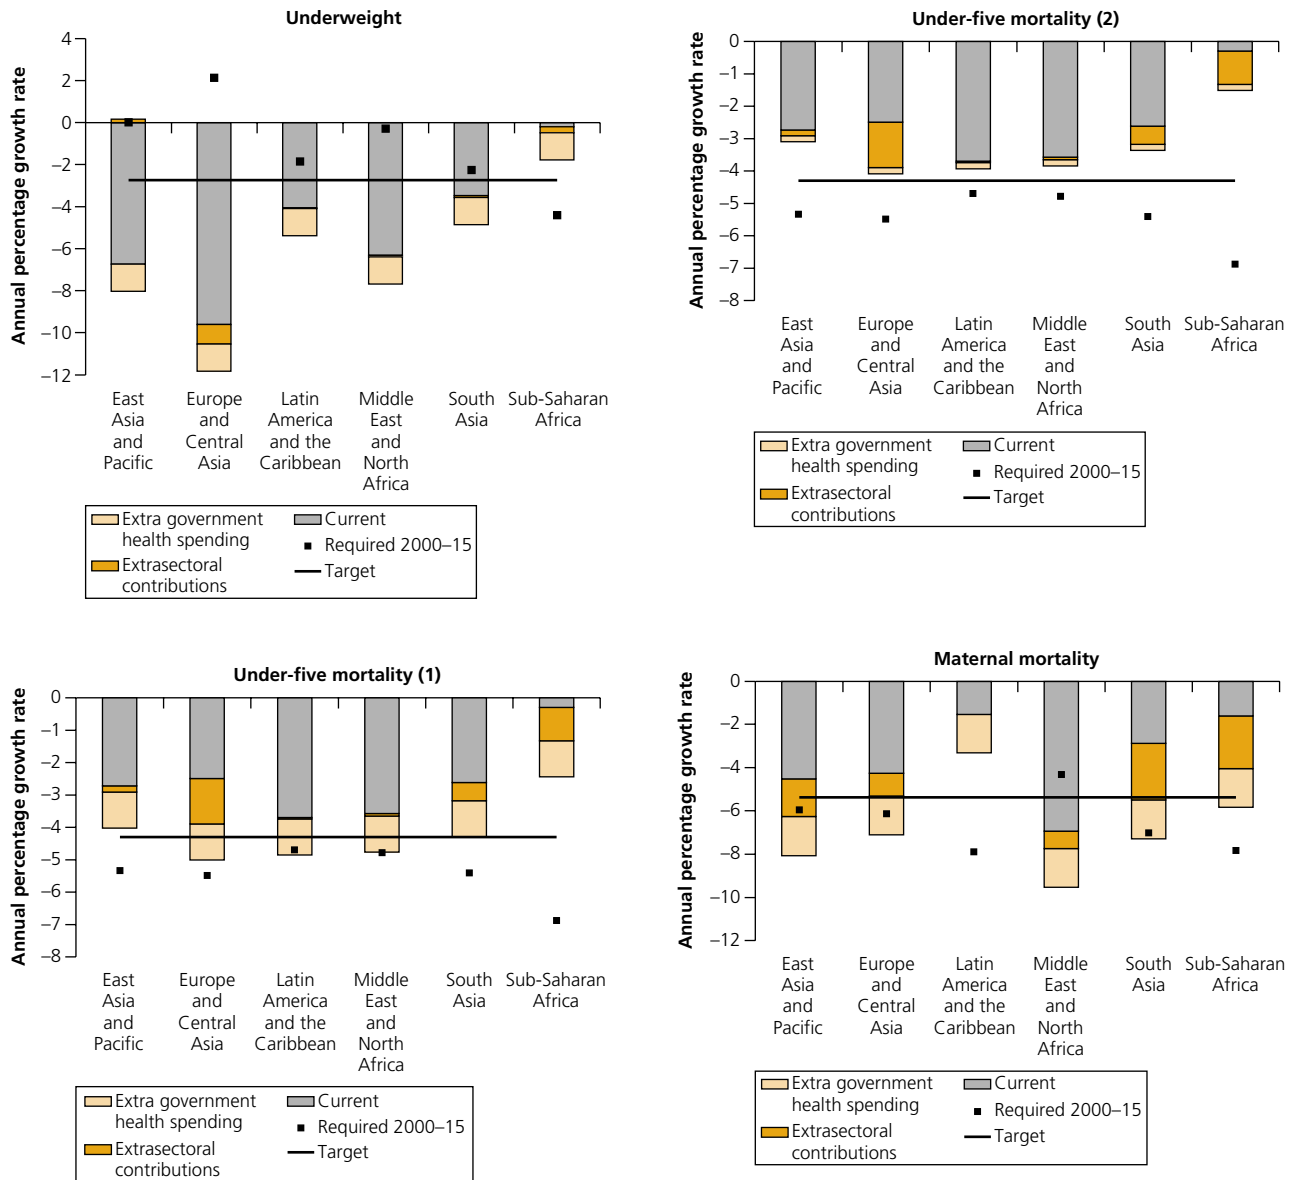 Underweight
Annual percentage growth rate
4
2
0
–2
–4
–6
–8
–10
–12
East
Asia
and
Pacific
Europe
and
Central
Asia
Latin
America
and the
Caribbean
Middle
East
and
North
Africa
South
Asia
Sub-Saharan
Africa
Extra government
health spending
Extrasectoral
contributions
Current
Required 2000–15
Target
Under-five mortality (2)
Annual percentage growth rate
0
–1
–2
–3
–4
–5
–6
–7
–8
East
Asia
and
Pacific
Europe
and
Central
Asia
Latin
America
and the
Caribbean
Middle
East
and
North
Africa
South
Asia
Sub-Saharan
Africa
Extra government
health spending
Extrasectoral
contributions
Current
Required 2000–15
Target
Under-five mortality (1)
Annual percentage growth rate
0
–1
–2
–3
–4
–5
–6
–7
–8
East
Asia
and
Pacific
Europe
and
Central
Asia
Latin
America
and the
Caribbean
Middle
East
and
North
Africa
South
Asia
Sub-Saharan
Africa
Extra government
health spending
Extrasectoral
contributions
Current
Required 2000–15
Target
Maternal mortality
Annual percentage growth rate
0
–2
–4
–6
–8
–10
–12
East
Asia
and
Pacific
Europe
and
Central
Asia
Latin
America
and the
Caribbean
Middle
East
and
North
Africa
South
Asia
Sub-Saharan
Africa
Extra government
health spending
Extrasectoral
contributions
Current
Required 2000–15
Target